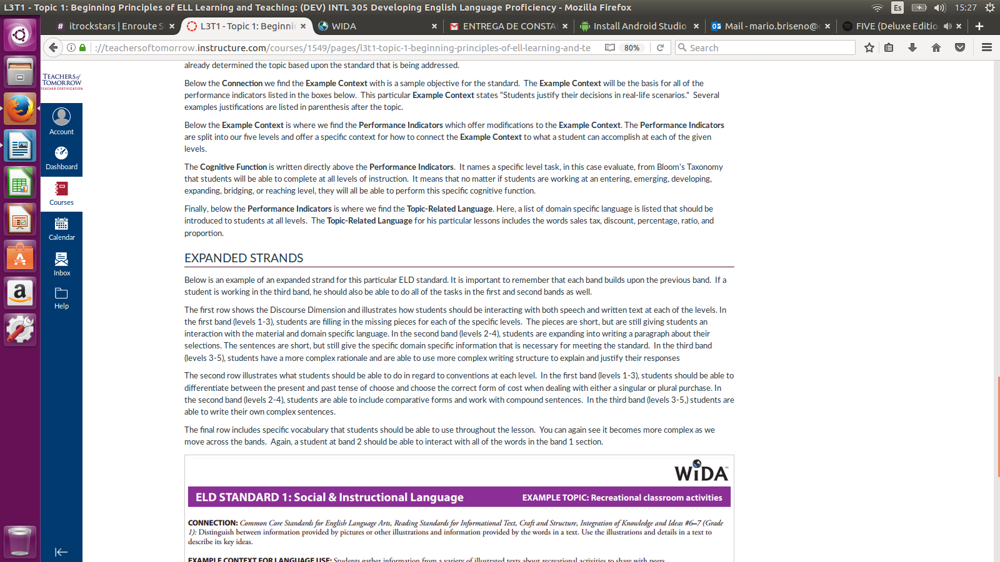 L3T1 - Topic 1: Beginning Principles of ELL Learning and Teaching: (DEV) INTL 305 Developing English Language Proficiency - Mozilla Firefox
Es
15:27
# itrockstars | Enroute S
L3T1 - Topic 1: Beginni
WIDA
ENTREGA DE CONSTA
Install Android Studio
Mail - mario.briseno@
FIVE (Deluxe Editio
://teachersoftomorrow.instructure.com/courses/1549/pages/l3t1-topic-1-beginning-principles-of-ell-learning-and-te
80%
Search
TEACHERS of
TOMORROW
TEACHER CERTIFICATION
Account
Dashboard
Courses
Calendar
Inbox
Help
already determined the topic based upon the standard that is being addressed.
Below the Connection we find the Example Context with is a sample objective for the standard. The Example Context will be the basis for all of the
performance indicators listed in the boxes below. This particular Example Context states "Students justify their decisions in real-life scenarios." Several
examples justifications are listed in parenthesis after the topic.
Below the Example Context is where we find the Performance Indicators which offer modifications to the Example Context. The Performance Indicators
are split into our five levels and offer a specific context for how to connect the Example Context to what a student can accomplish at each of the given
levels.
The Cognitive Function is written directly above the Performance Indicators. It names a specific level task, in this case evaluate, from Bloom's Taxonomy
that students will be able to complete at all levels of instruction. It means that no matter if students are working at an entering, emerging, developing,
expanding, bridging, or reaching level, they will all be able to perform this specific cognitive function.
Finally, below the Performance Indicators is where we find the Topic-Related Language. Here, a list of domain specific language is listed that should be
introduced to students at all levels. The Topic-Related Language for his particular lessons includes the words sales tax, discount, percentage, ratio, and
proportion.
EXPANDED STRANDS
Below is an example of an expanded strand for this particular ELD standard. It is important to remember that each band builds upon the previous band. If a
student is working in the third band, he should also be able to do all of the tasks in the first and second bands as well.
The first row shows the Discourse Dimension and illustrates how students should be interacting with both speech and written text at each of the levels. In
the first band (levels 1-3), students are filling in the missing pieces for each of the specific levels. The pieces are short, but are still giving students an
interaction with the material and domain specific language. In the second band (levels 2-4), students are expanding into writing a paragraph about their
selections. The sentences are short, but still give the specific domain specific information that is necessary for meeting the standard. In the third band
(levels 3-5), students have a more complex rationale and are able to use more complex writing structure to explain and justify their responses
The second row illustrates what students should be able to do in regard to conventions at each level. In the first band (levels 1-3), students should be able to
differentiate between the present and past tense of choose and choose the correct form of cost when dealing with either a singular or plural purchase. In
the second band (levels 2-4), students are able to include comparative forms and work with compound sentences. In the third band (levels 3-5,) students are
able to write their own complex sentences.
The final row includes specific vocabulary that students should be able to use throughout the lesson. You can again see it becomes more complex as we
move across the bands. Again, a student at band 2 should be able to interact with all of the words in the band 1 section.
WiDA
ELD STANDARD 1: Social & Instructional Language
EXAMPLE TOPIC: Recreational classroom activities
CONNECTION: Common Core Standards for English Language Arts, Reading Standards for Informational Text, Craft and Structure, Integration of Knowledge and Ideas #6–7 (Grade
1): Distinguish between information provided by pictures or other illustrations and information provided by the words in a text. Use the illustrations and details in a text to
describe its key ideas.
EXAMPLE CONTEXT FOR LANGUAGE USE: Students gather information from a variety of illustrated texts about recreational activities to share with peers